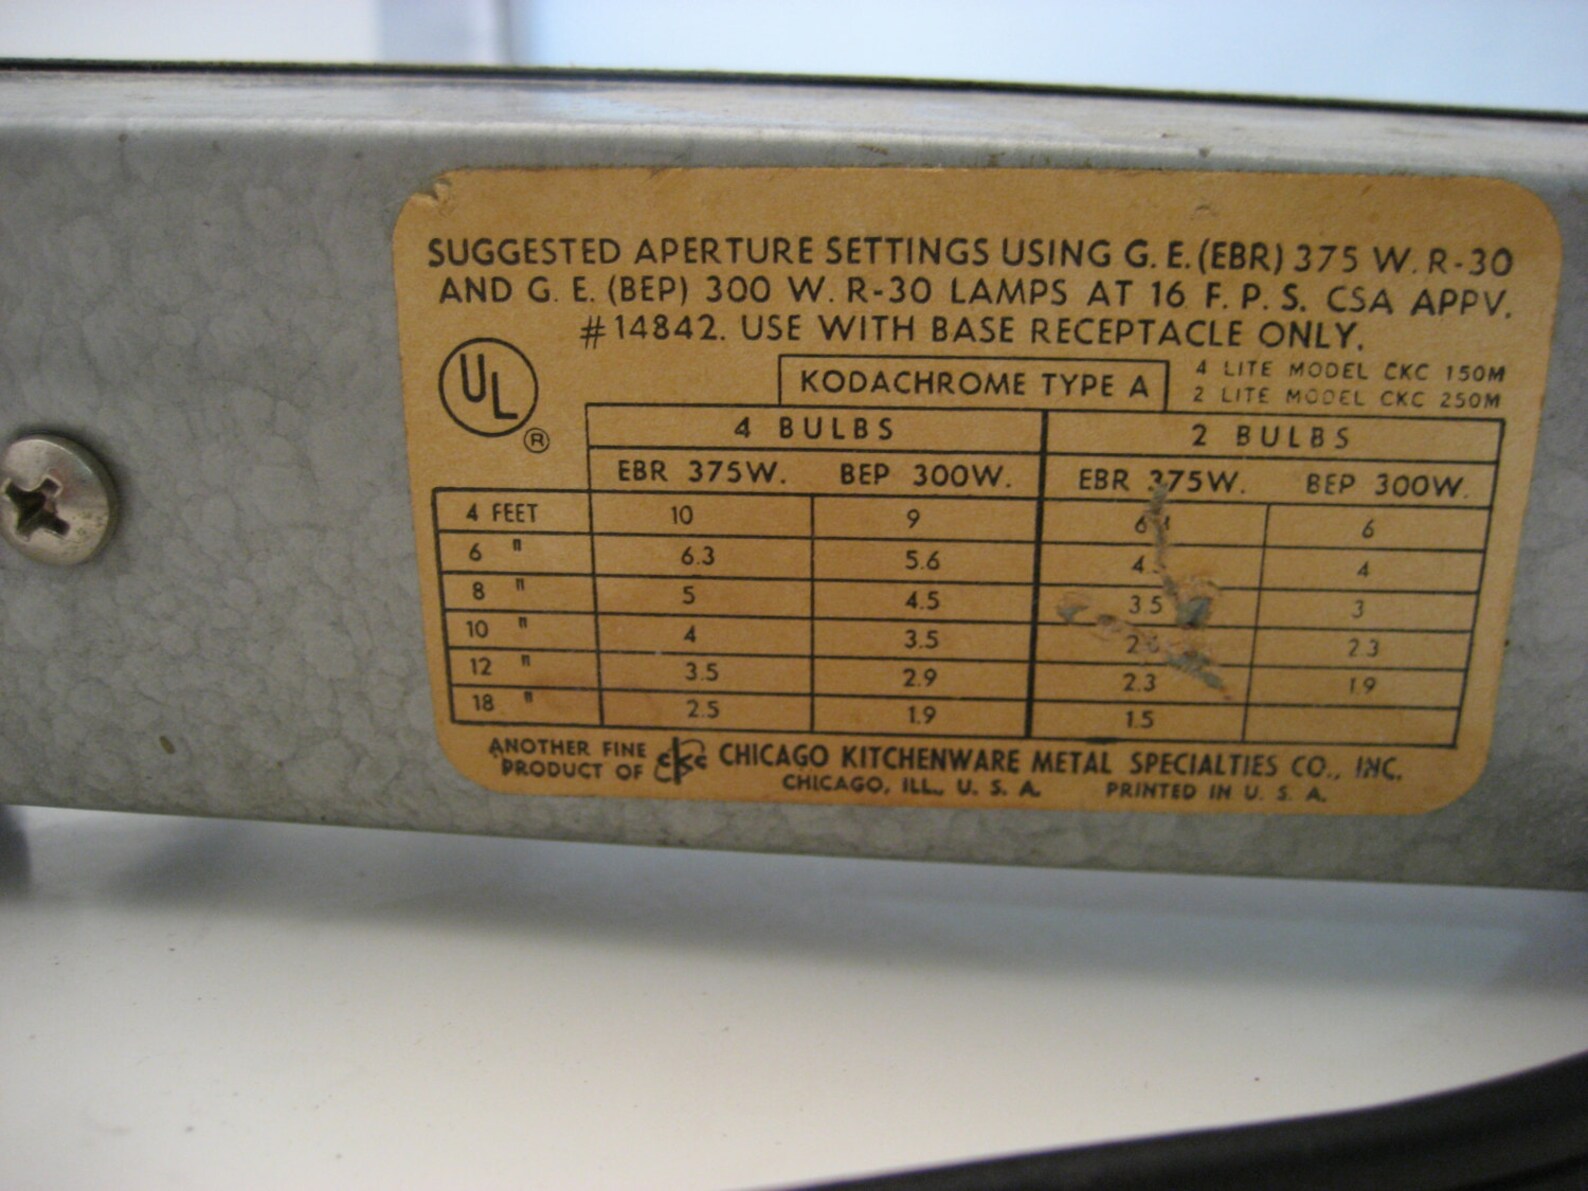 SUGGESTED APERTURE SETTINGS USING G. E. (EBR) 375 W. R-30
AND G. E. (BEP) 300 W. R-30 LAMPS AT 16 F. P. S. CSA APPV.
#14842. USE WITH BASE RECEPTACLE ONLY.
UL ®
KODACHROME TYPE A
4 LITE MODEL CKC 150M
2 LITE MODEL CKC 250M
4 BULBS 2 BULBS
EBR 375W. BEP 300W. EBR 375W. BEP 300W.
4 FEET 10 9 6
6 " 6.3 5.6 4
8 " 5 4.5 3.5 3
10 " 4 3.5 2.3
12 " 3.5 2.9 2.3 1.9
18 " 2.5 1.9 1.5
ANOTHER FINE
PRODUCT OF CKC CHICAGO KITCHENWARE METAL SPECIALTIES CO., INC.
CHICAGO, ILL., U. S. A. PRINTED IN U. S. A.